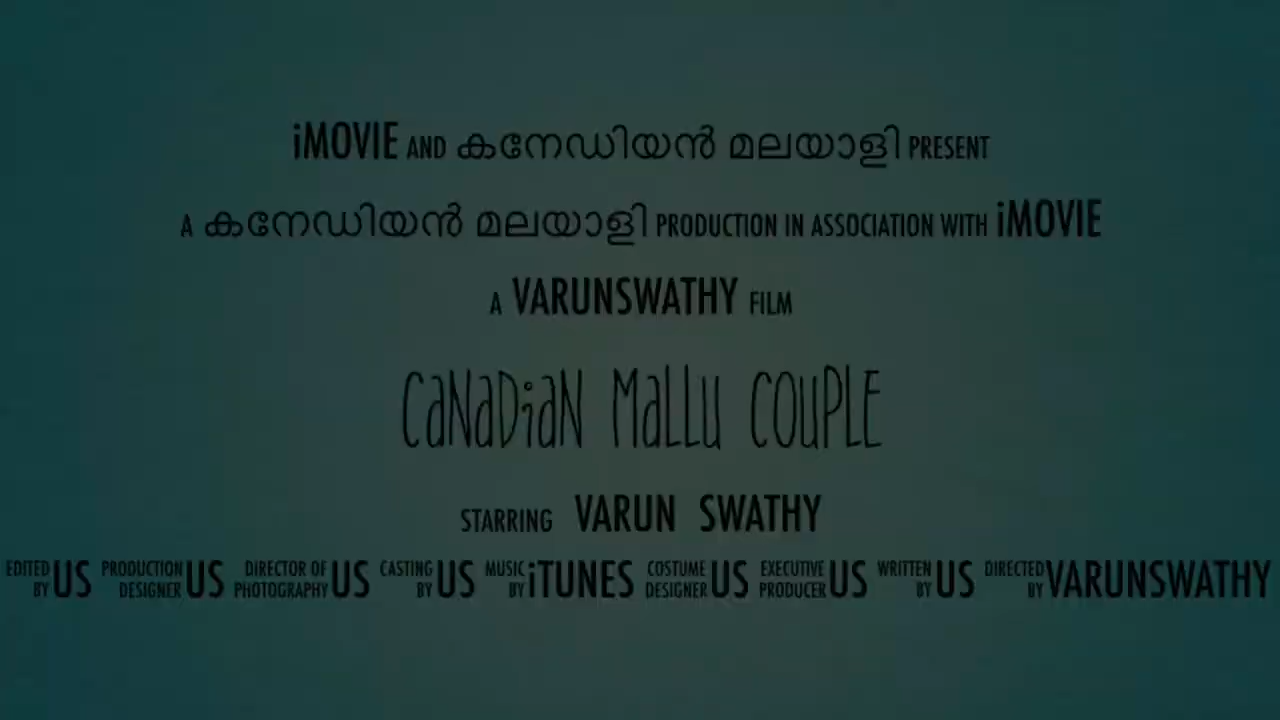 iMOVIE AND കനേഡിയൻ മലയാളി PRESENT
A കനേഡിയൻ മലയാളി PRODUCTION IN ASSOCIATION WITH iMOVIE
A VARUNSWATHY FILM
CaNaDiaN MaLLU COUPLE
STARRING VARUN SWATHY
EDITED BY US PRODUCTION DESIGNER US DIRECTOR OF PHOTOGRAPHY US CASTING BY US MUSIC BY iTUNES COSTUME DESIGNER US EXECUTIVE PRODUCER US WRITTEN BY US DIRECTED BY VARUNSWATHY